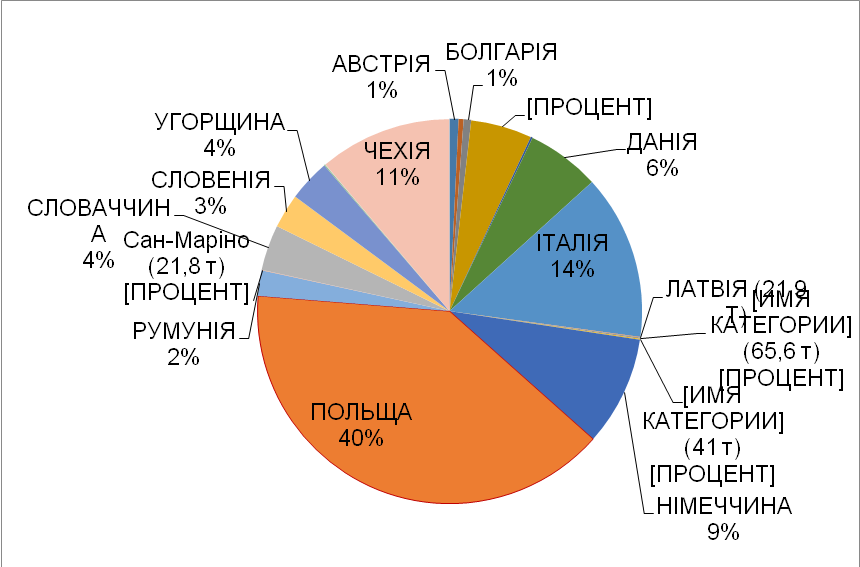 АВСТРІЯ
1%
БОЛГАРІЯ
1%
[ПРОЦЕНТ]
ДАНІЯ
6%
ІТАЛІЯ
14%
ЛАТВІЯ (21,9
т)
[ИМЯ
КАТЕГОРИИ]
(65,6 т)
[ПРОЦЕНТ]
[ИМЯ
КАТЕГОРИИ]
(41 т)
[ПРОЦЕНТ]
НІМЕЧЧИНА
9%
ПОЛЬЩА
40%
РУМУНІЯ
2%
Сан-Маріно
(21,8 т)
[ПРОЦЕНТ]
СЛОВАЧЧИН
А
4%
СЛОВЕНІЯ
3%
УГОРЩИНА
4%
ЧЕХІЯ
11%